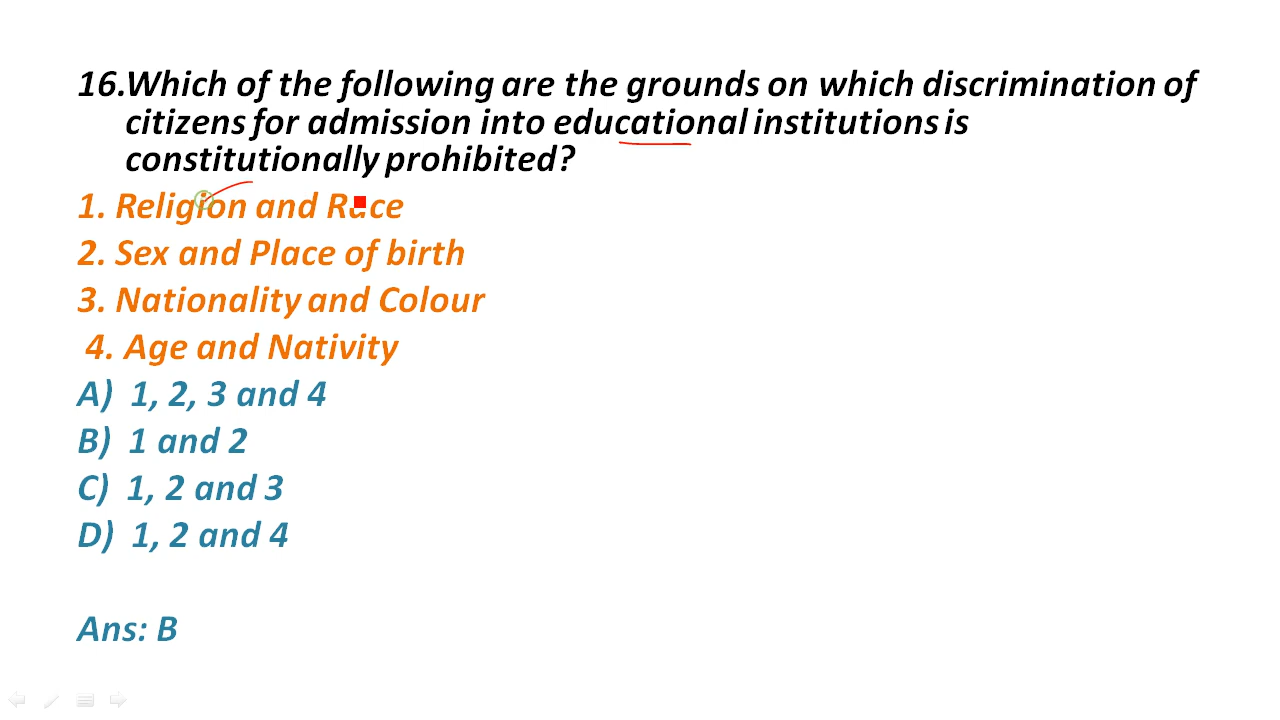 16.Which of the following are the grounds on which discrimination of
citizens for admission into educational institutions is
constitutionally prohibited?
1. Religion and Race
2. Sex and Place of birth
3. Nationality and Colour
4. Age and Nativity
A) 1, 2, 3 and 4
B) 1 and 2
C) 1, 2 and 3
D) 1, 2 and 4
Ans: B